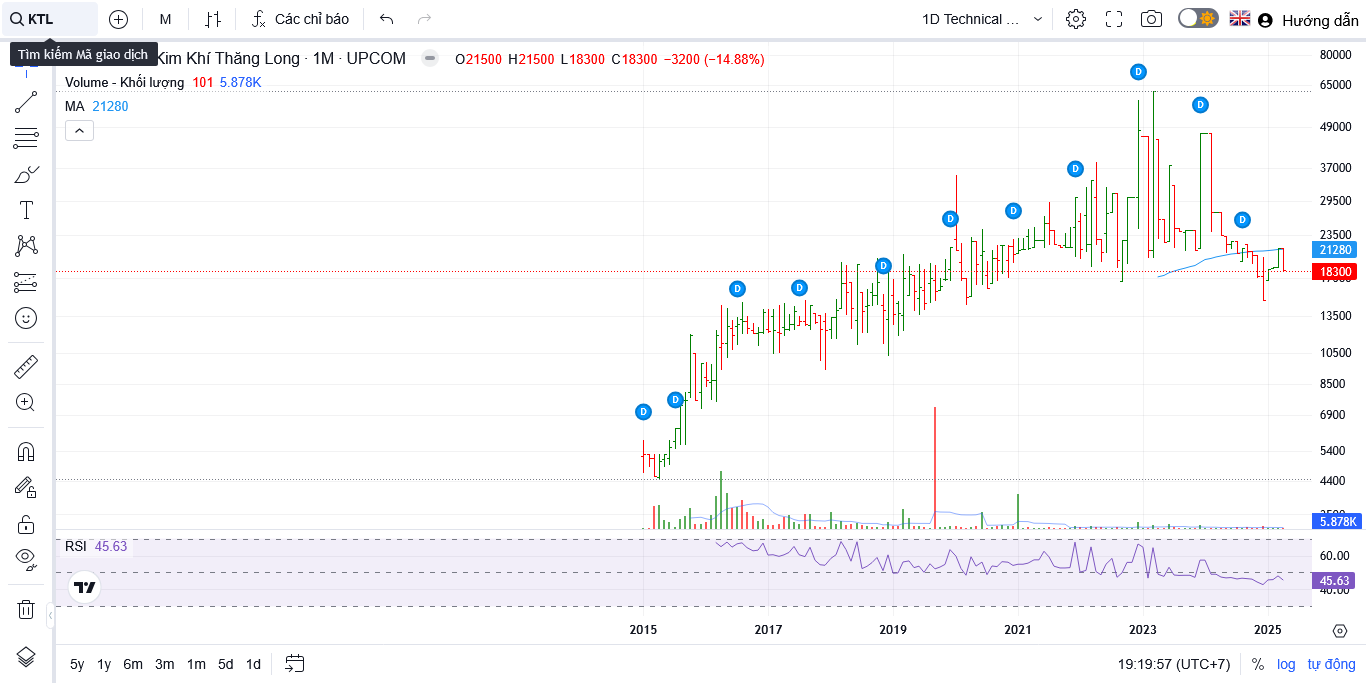 KTL
M
Các chỉ báo
1D Technical ...
Hướng dẫn
Tìm kiếm Mã giao dịch
Kim Khí Thăng Long · 1M · UPCOM
O21500 H21500 L18300 C18300 −3200 (−14.88%)
Volume - Khối lượng 101 5.878K
MA 21280
80000
65000
49000
37000
29500
23500
21280
18300
13500
10500
8500
6900
5400
4400
5.878K
D
D
D
D
D
D
D
D
D
D
D
RSI 45.63
60.00
45.63
40.00
2015
2017
2019
2021
2023
2025
5y 1y 6m 3m 1m 5d 1d
19:19:57 (UTC+7)
% log tự động